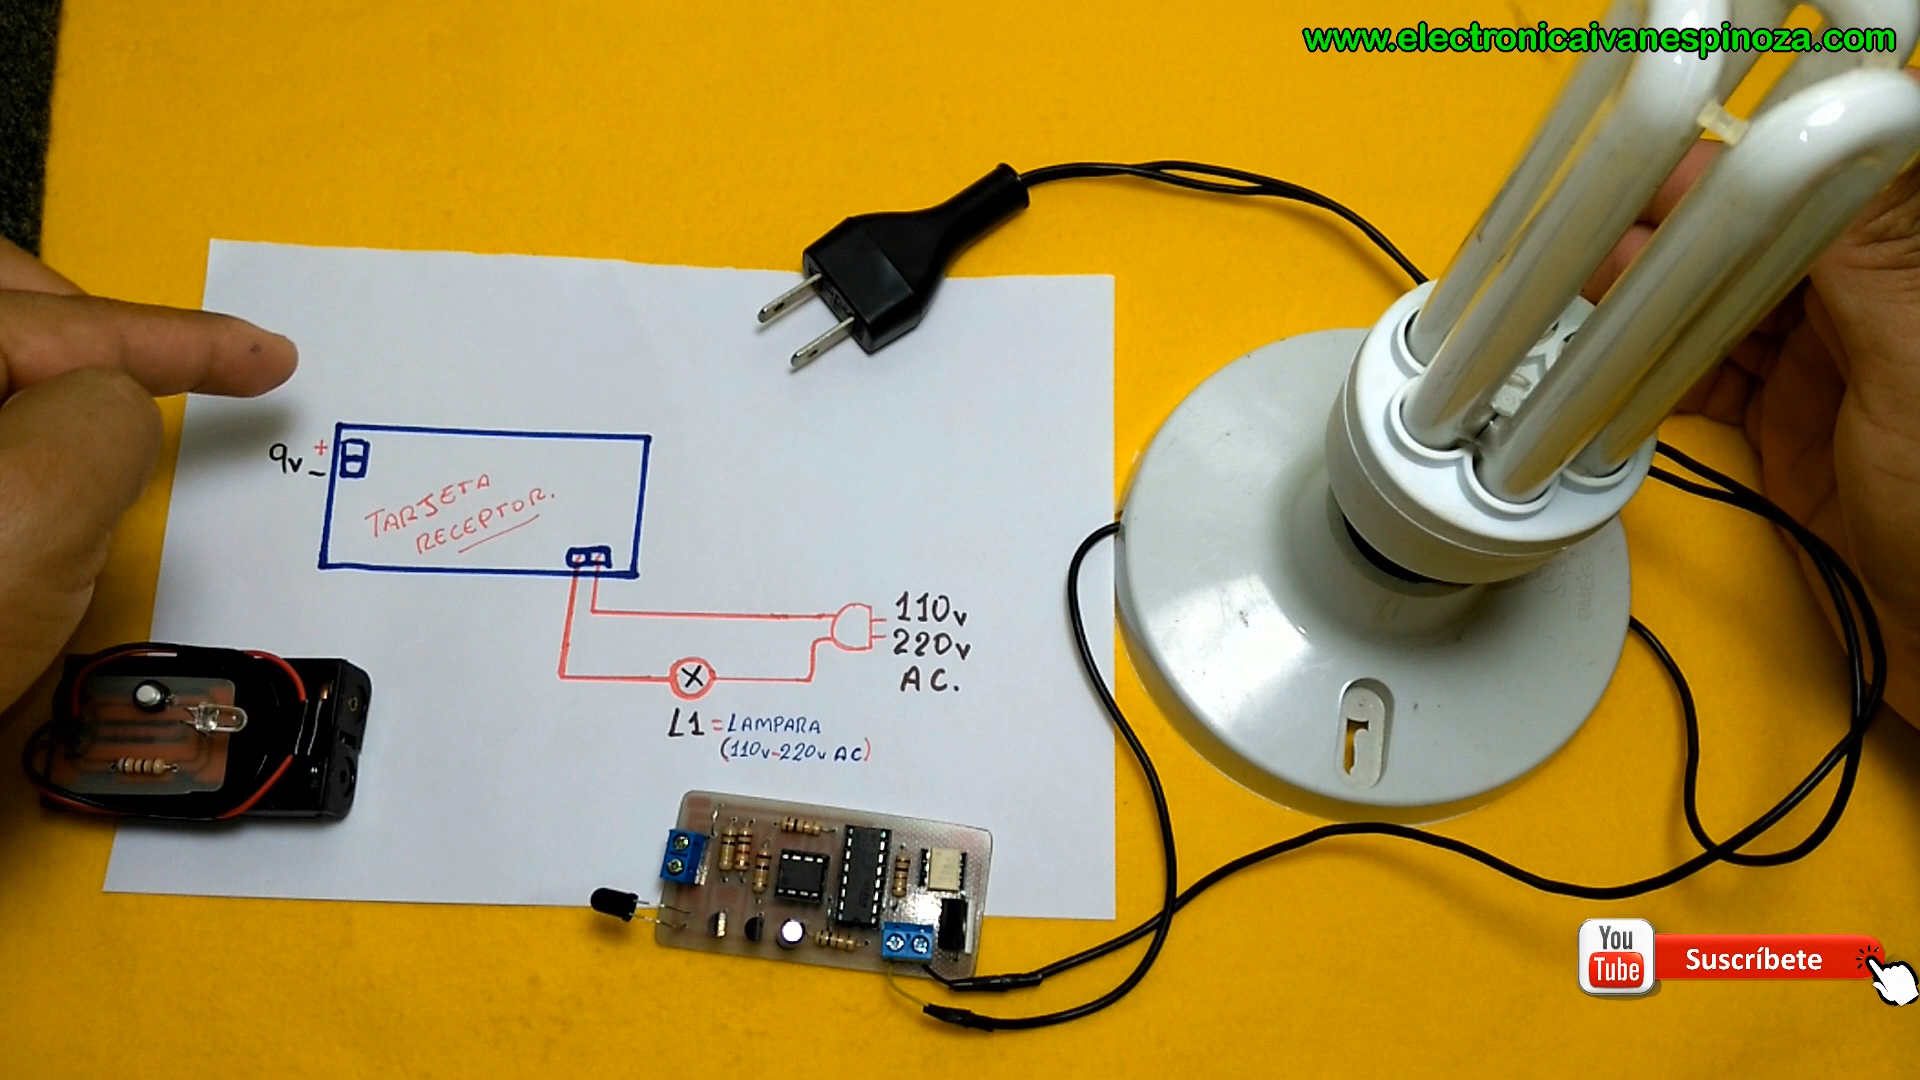 www.electronicaivanespinoza.com
9v + -
TARJETA
RECEPTOR.
110v
220v
AC.
L1 = LAMPARA
(110v-220v AC)
You
Tube
Suscríbete